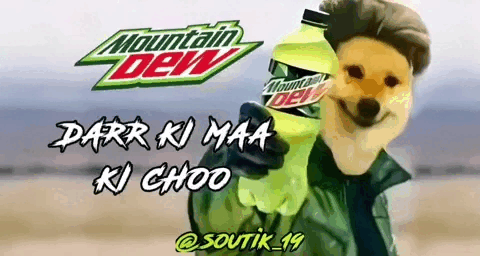 Mountain
DEW
DARR KI MAA
KI CHOO
Mountain
DEW
@SOUTIK_19